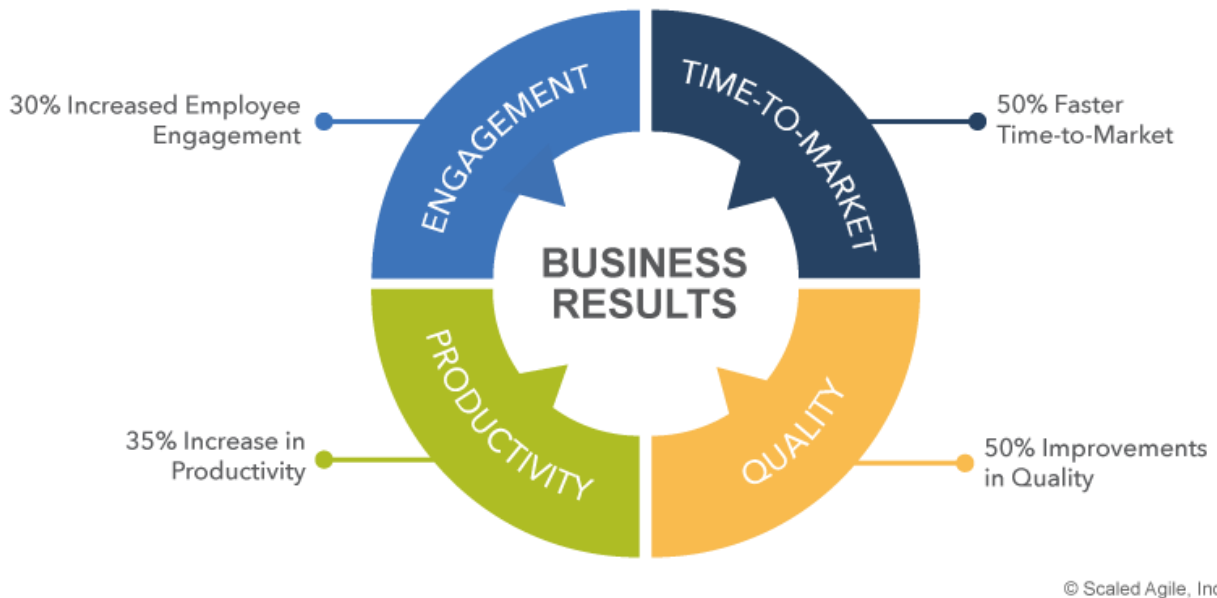 30% Increased Employee
Engagement
ENGAGEMENT
TIME-TO-MARKET
50% Faster
Time-to-Market
BUSINESS
RESULTS
35% Increase in
Productivity
PRODUCTIVITY
QUALITY
50% Improvements
in Quality
© Scaled Agile, Inc